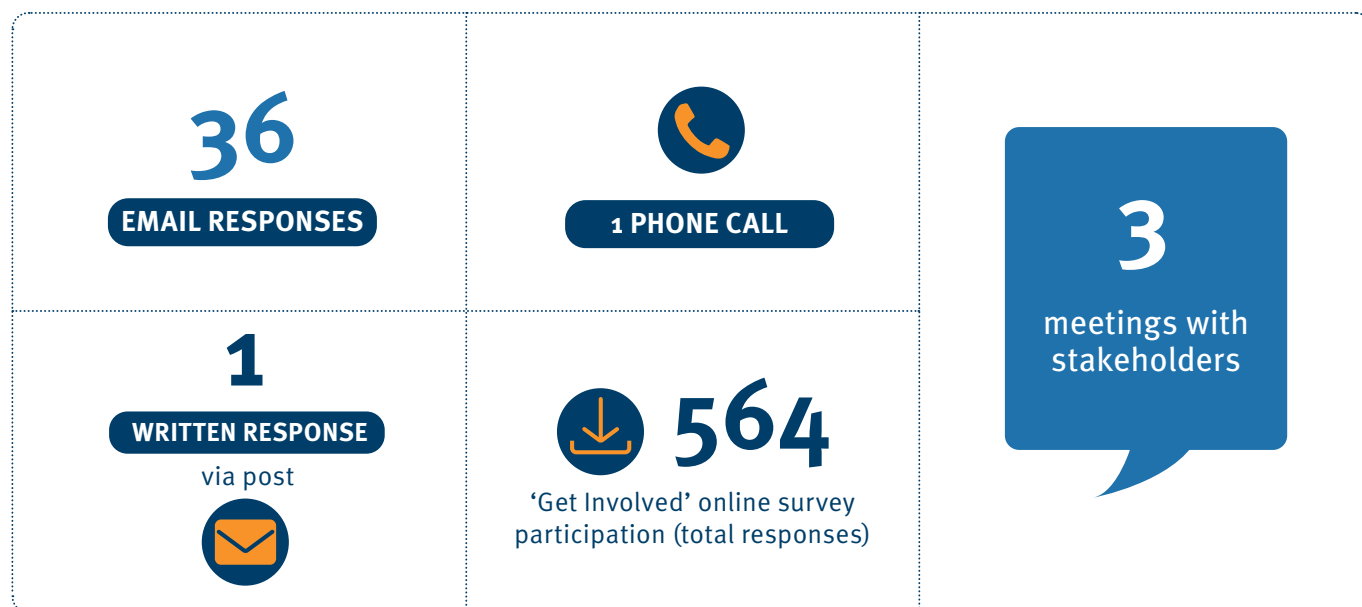 36
EMAIL RESPONSES
1 PHONE CALL
3
meetings with
stakeholders
1
WRITTEN RESPONSE
via post
564
‘Get Involved’ online survey
participation (total responses)